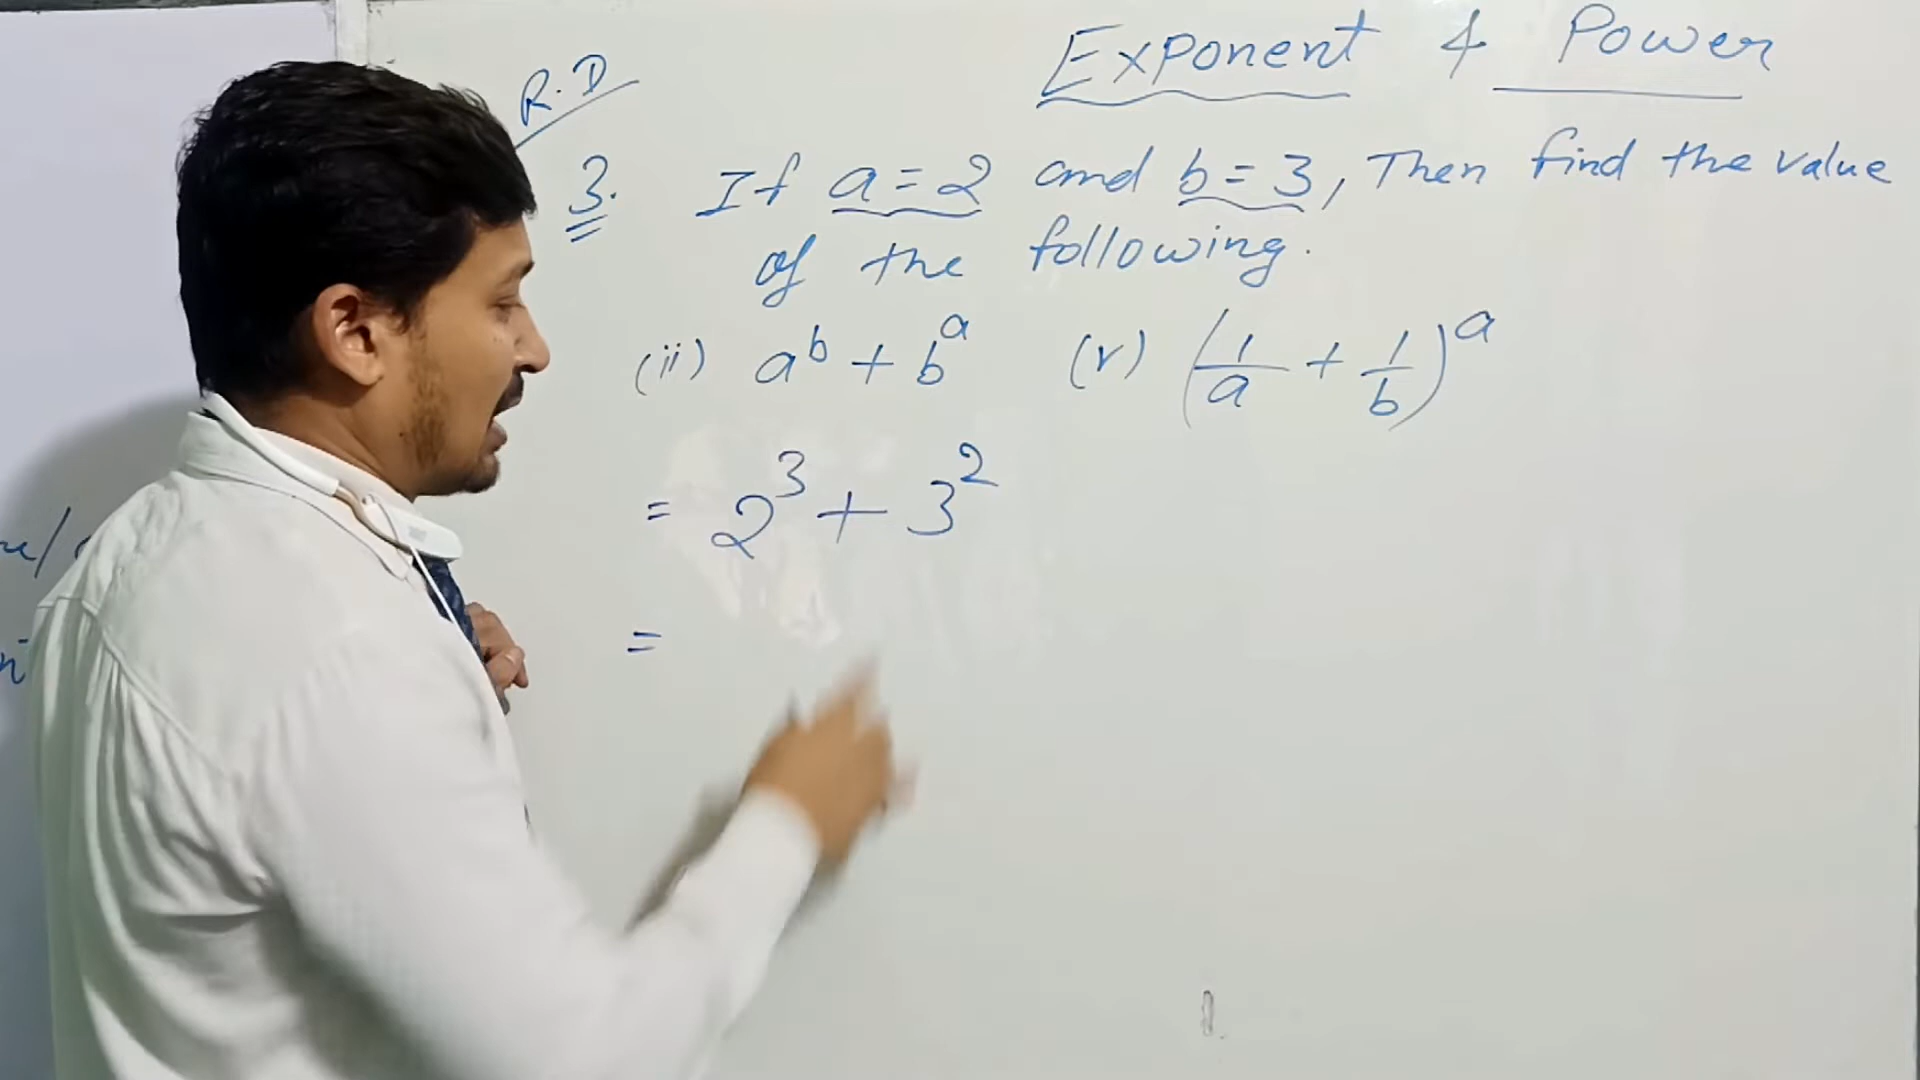 Exponent & Power
R.D
3. If a = 2 and b = 3, Then find the value
of the following.
(ii) a^b + b^a (v) (1/a + 1/b)^a
= 2^3 + 3^2
=